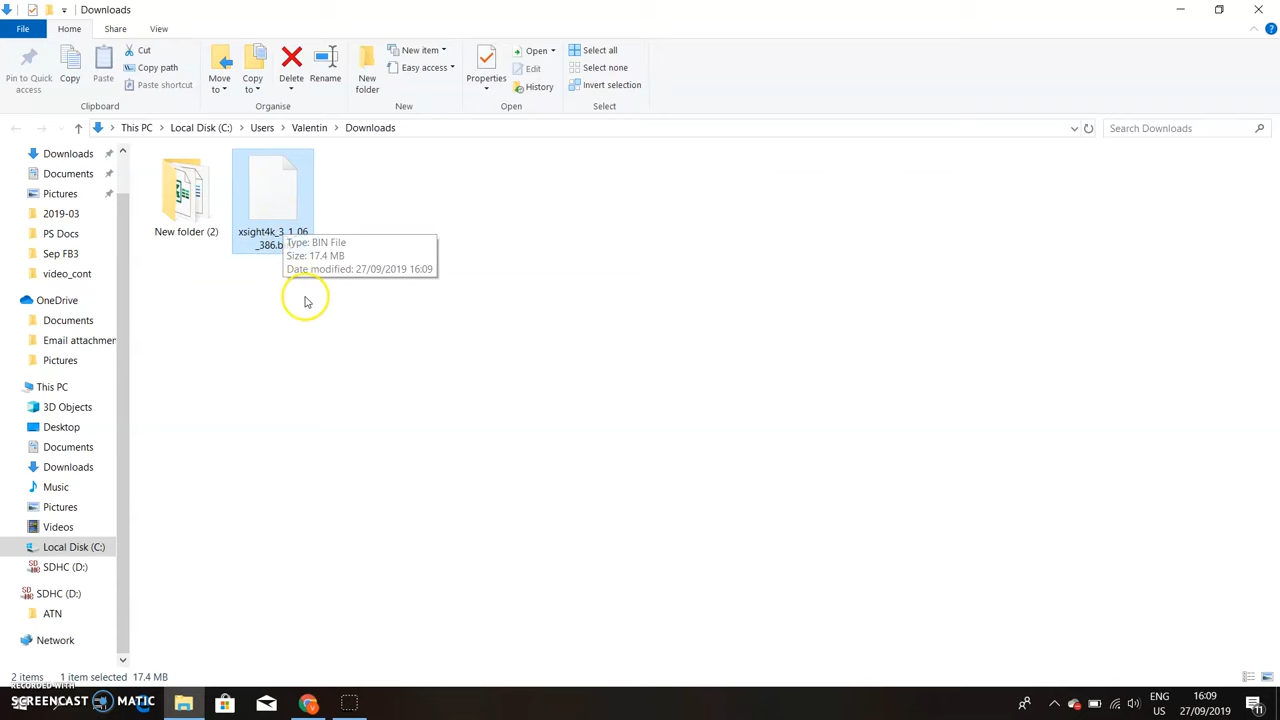 Downloads
File Home Share View
Pin to Quick access
Copy
Paste
Cut
Copy path
Paste shortcut
Clipboard
Move to
Copy to
Delete
Rename
Organise
New folder
New item
Easy access
New
Properties
Open
Edit
History
Open
Select all
Select none
Invert selection
Select
This PC Local Disk (C:) Users Valentin Downloads
Search Downloads
Downloads
Documents
Pictures
2019-03
PS Docs
Sep FB3
video_cont
OneDrive
Documents
Email attachmer
Pictures
This PC
3D Objects
Desktop
Documents
Downloads
Music
Pictures
Videos
Local Disk (C:)
SDHC (D:)
SDHC (D:)
ATN
Network
New folder (2)
xsight4k_3_1_06
_386.b
Type: BIN File
Size: 17.4 MB
Date modified: 27/09/2019 16:09
2 items 1 item selected 17.4 MB
RECORDED WITH
SCREENCAST MATIC
ENG
US
16:09
27/09/2019
11